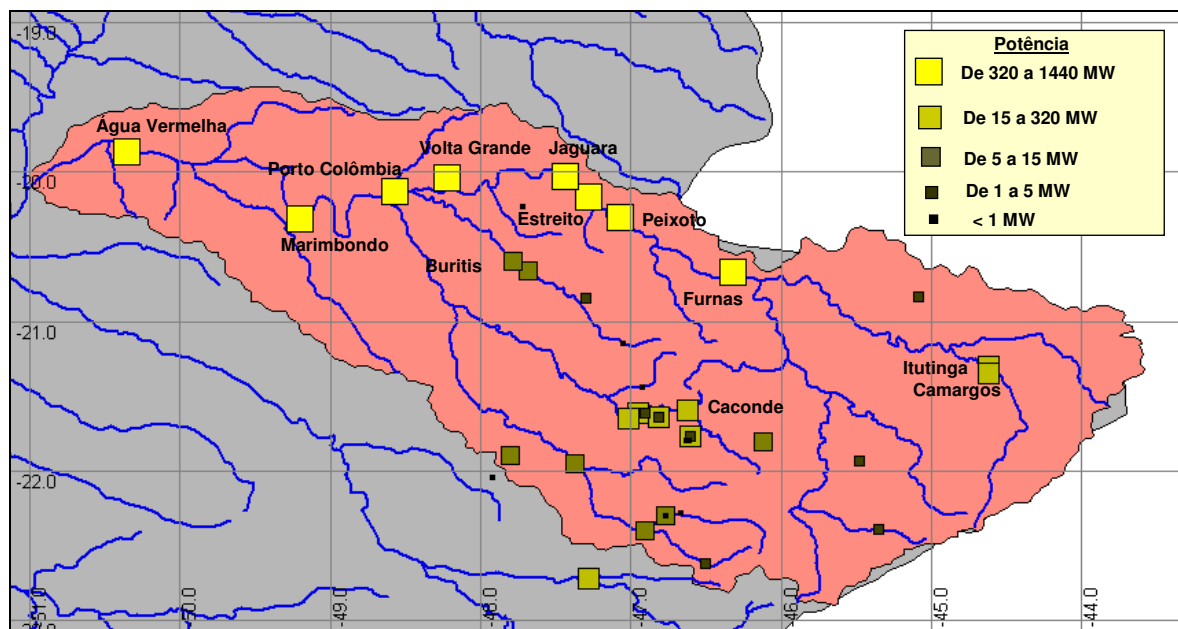 -19.0
Potência
De 320 a 1440 MW
De 15 a 320 MW
De 5 a 15 MW
De 1 a 5 MW
< 1 MW
Água Vermelha
Volta Grande
Jaguara
Porto Colômbia
-20.0
Estreito
Peixoto
Marimbondo
Buritis
Furnas
-21.0
Itutinga
Camargos
Caconde
-22.0
-50.0
-49.0
-48.0
-47.0
-46.0
-45.0
-44.0